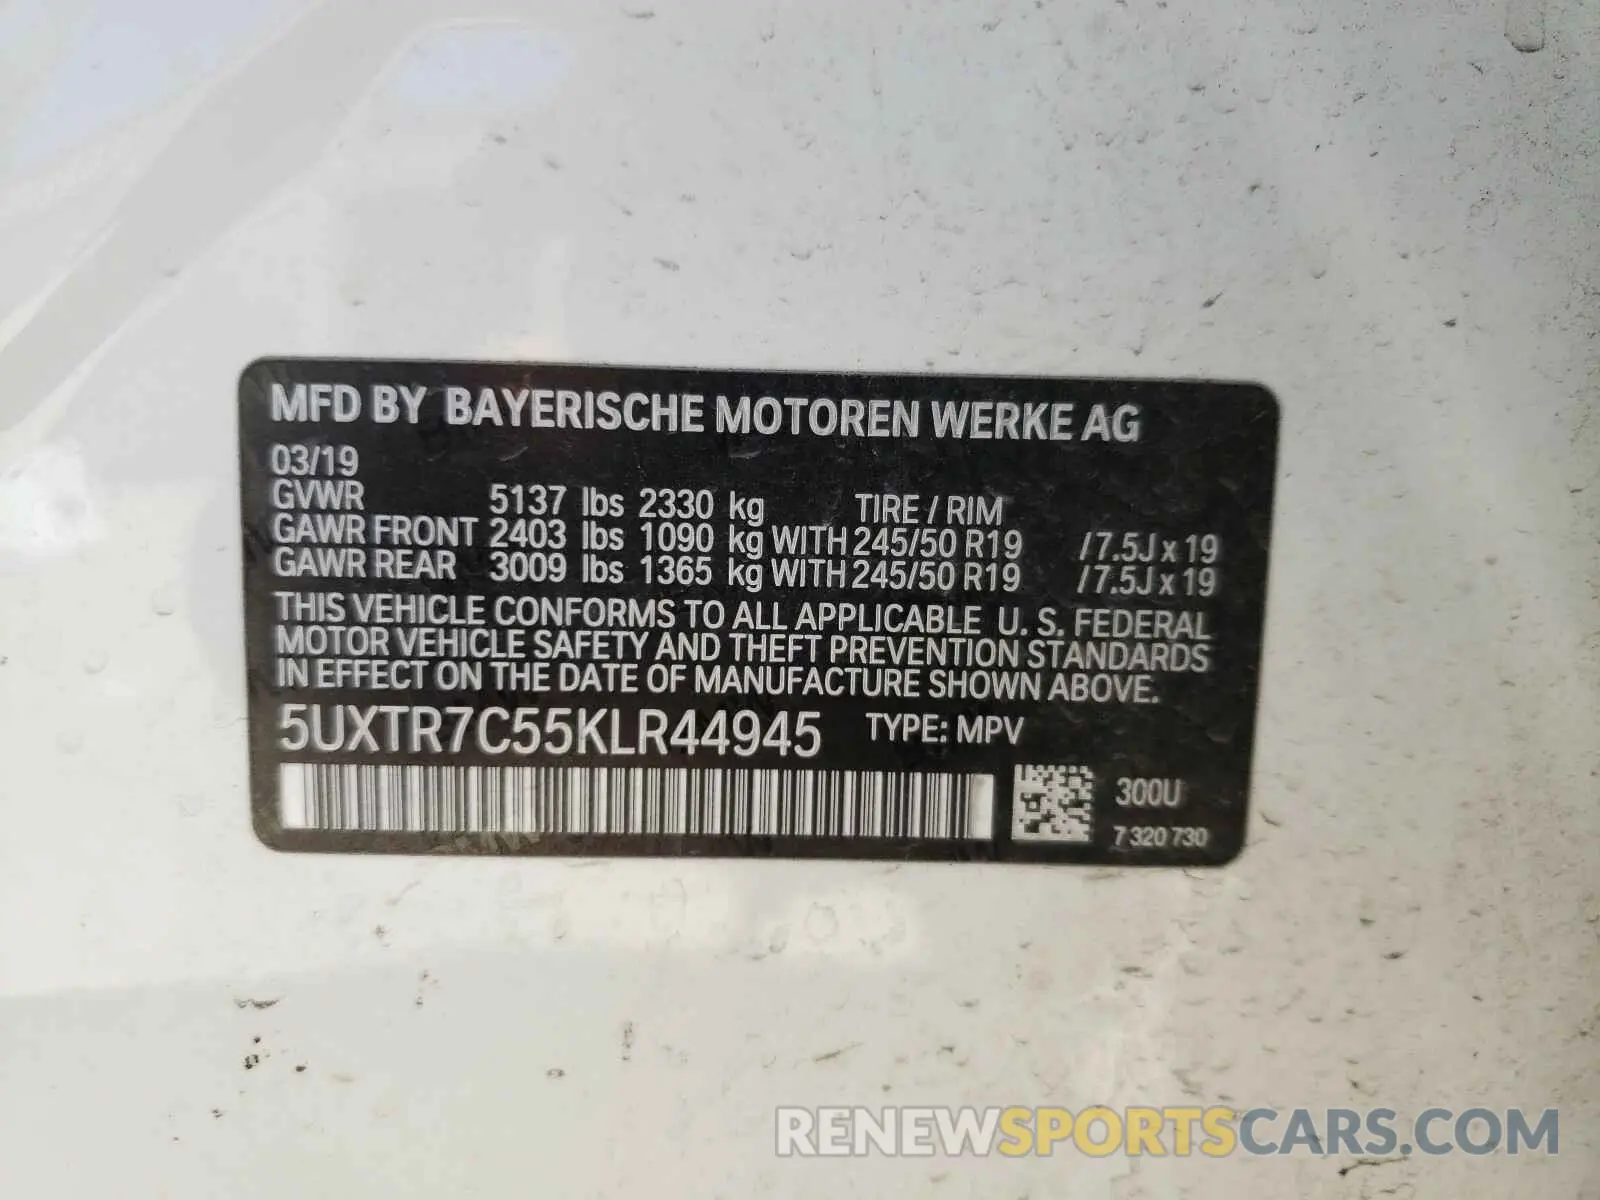 MFD BY BAYERISCHE MOTOREN WERKE AG
03/19
GVWR 5137 lbs 2330 kg TIRE / RIM
GAWR FRONT 2403 lbs 1090 kg WITH 245/50 R19 / 7.5J x 19
GAWR REAR 3009 lbs 1365 kg WITH 245/50 R19 / 7.5J x 19
THIS VEHICLE CONFORMS TO ALL APPLICABLE U. S. FEDERAL
MOTOR VEHICLE SAFETY AND THEFT PREVENTION STANDARDS
IN EFFECT ON THE DATE OF MANUFACTURE SHOWN ABOVE.
5UXTR7C55KLR44945 TYPE: MPV
300U
7 320 730
RENEWSPORTSCARS.COM